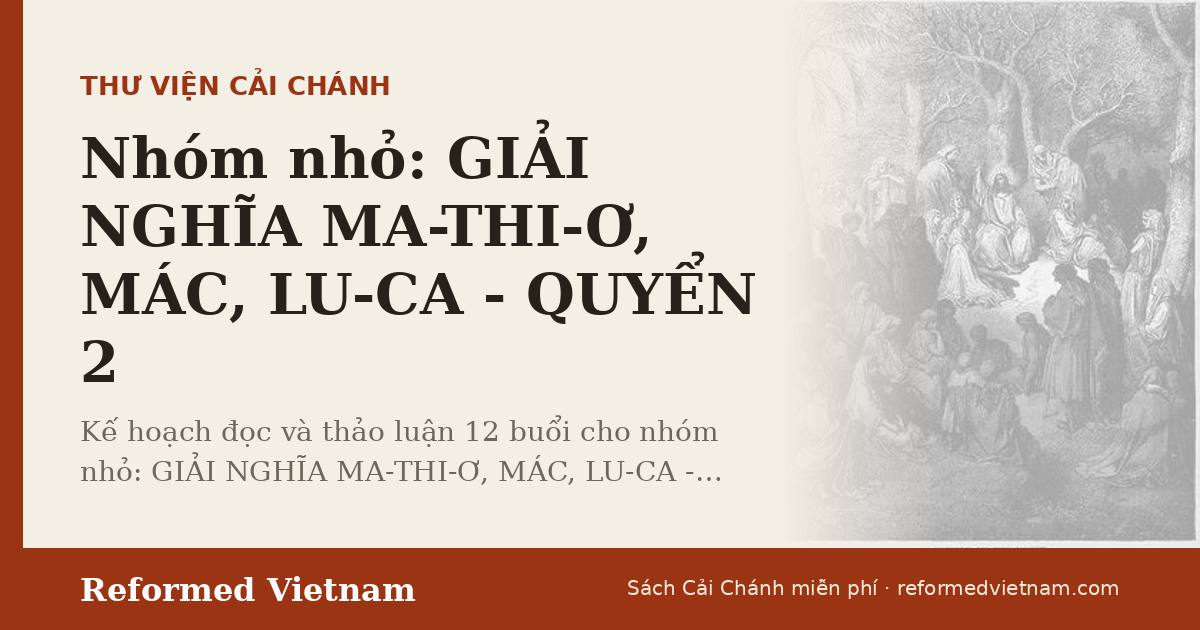 THƯ VIỆN CẢI CHÁNH
Nhóm nhỏ: GIẢI
NGHĨA MA-THI-Ơ,
MÁC, LU-CA - QUYỂN
2
Kế hoạch đọc và thảo luận 12 buổi cho nhóm
nhỏ: GIẢI NGHĨA MA-THI-Ơ, MÁC, LU-CA -...
Reformed Vietnam
Sách Cải Chánh miễn phí · reformedvietnam.com